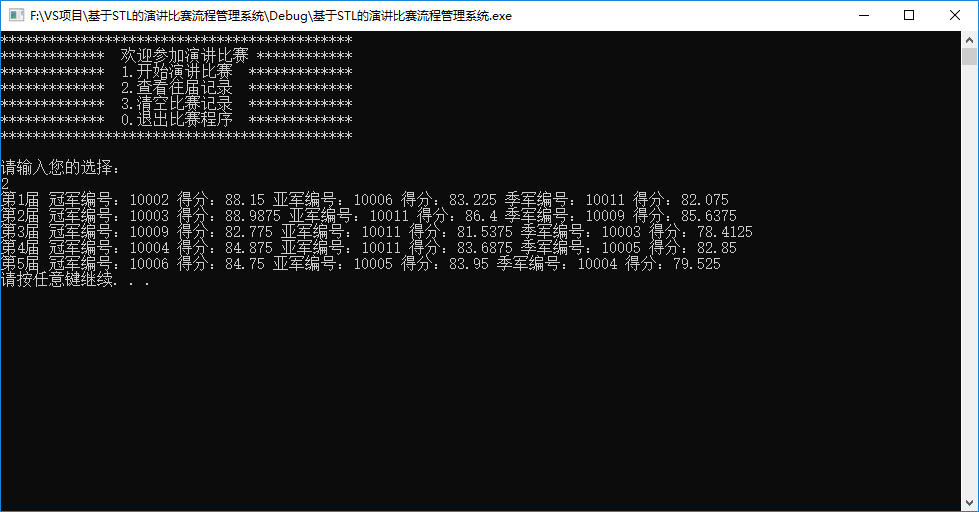 F:\VS项目\基于STL的演讲比赛流程管理系统\Debug\基于STL的演讲比赛流程管理系统.exe
********************************************
************* 欢迎参加演讲比赛 ************
************* 1.开始演讲比赛 *************
************* 2.查看往届记录 *************
************* 3.清空比赛记录 *************
************* 0.退出比赛程序 *************
********************************************
请输入您的选择：
2
第1届 冠军编号：10002 得分：88.15 亚军编号：10006 得分：83.225 季军编号：10011 得分：82.075
第2届 冠军编号：10003 得分：88.9875 亚军编号：10011 得分：86.4 季军编号：10009 得分：85.6375
第3届 冠军编号：10009 得分：82.775 亚军编号：10011 得分：81.5375 季军编号：10003 得分：78.4125
第4届 冠军编号：10004 得分：84.875 亚军编号：10011 得分：83.6875 季军编号：10005 得分：82.85
第5届 冠军编号：10006 得分：84.75 亚军编号：10005 得分：83.95 季军编号：10004 得分：79.525
请按任意键继续. . .